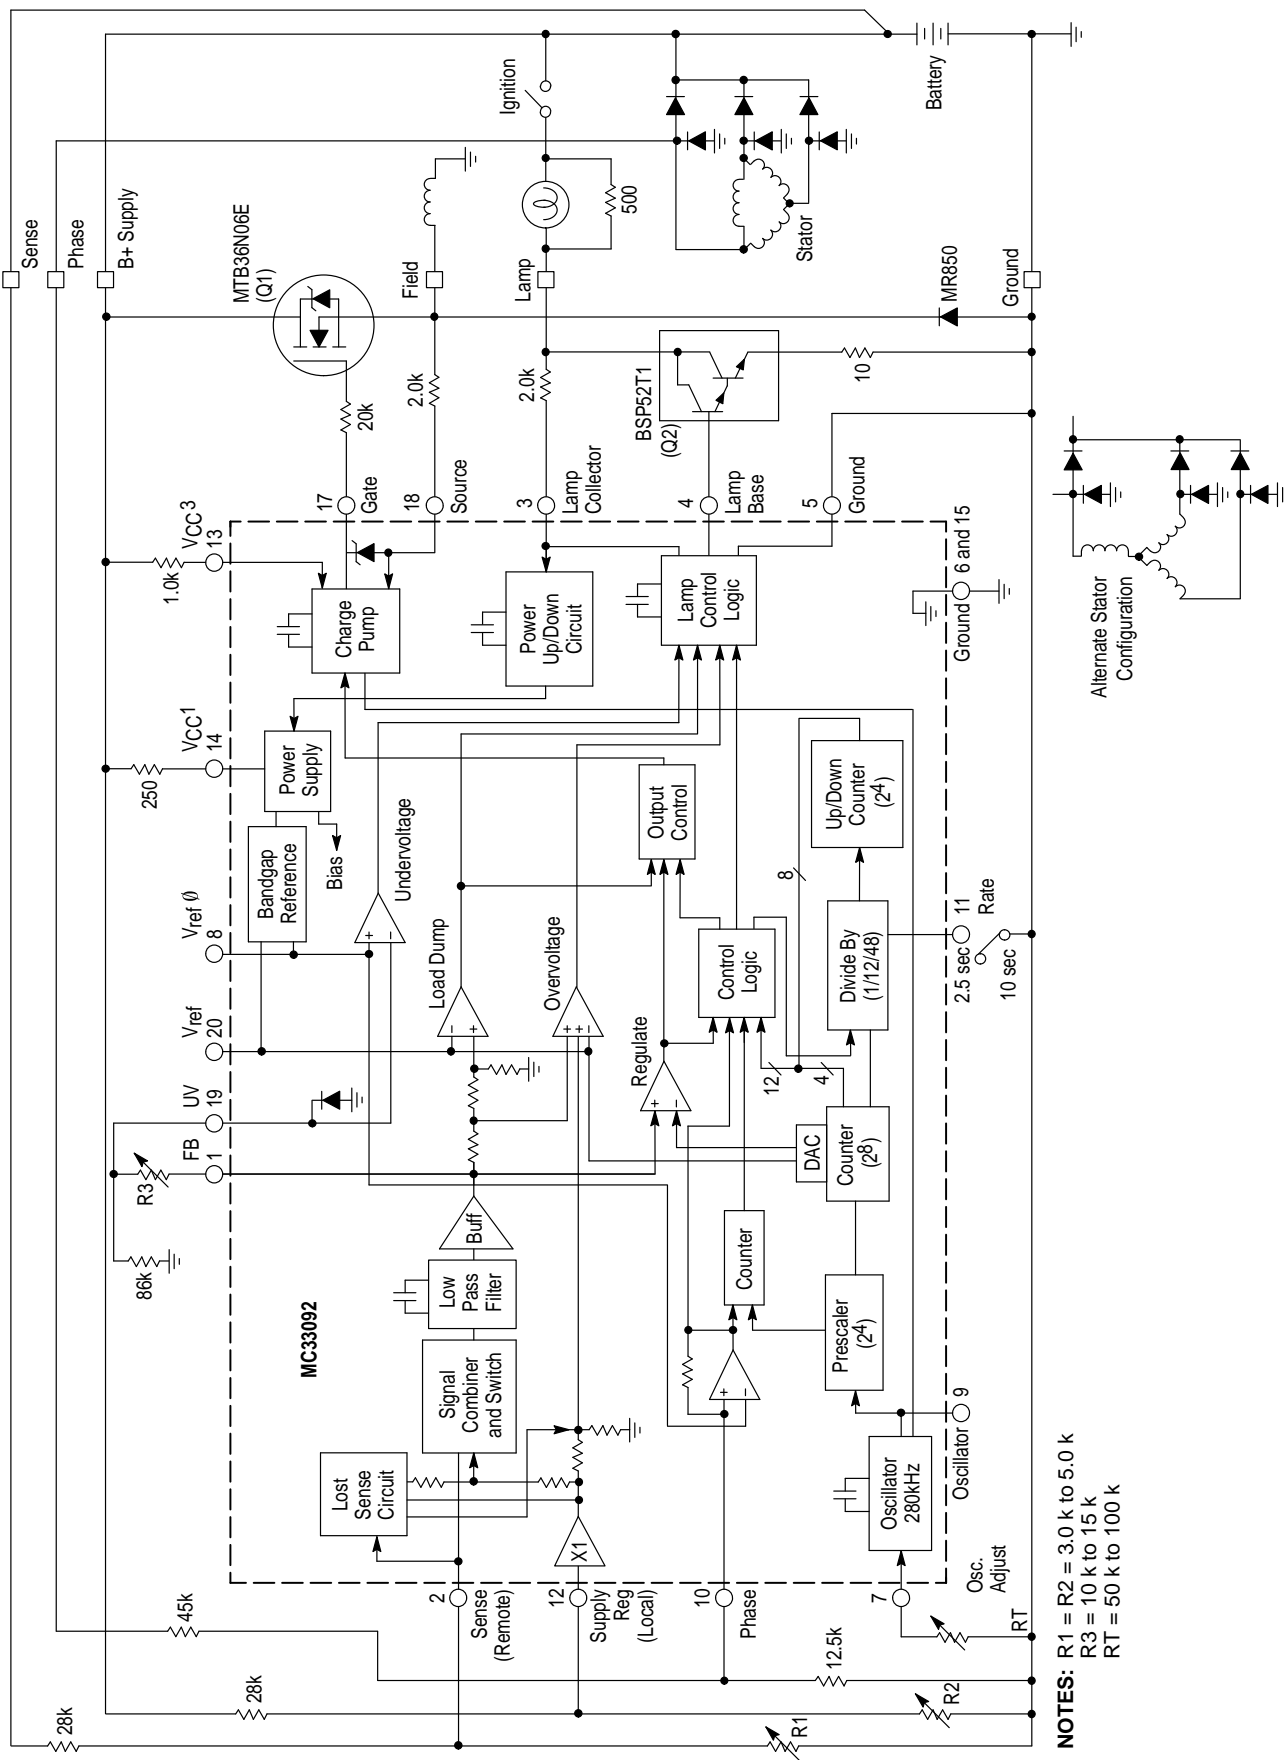 Sense
Phase
B+ Supply
MTB36N06E
(Q1)
Field
Lamp
Ignition
500
Stator
Battery
MR850
Ground
20k
2.0k
2.0k
BSP52T1
(Q2)
10
1.0k
VCC3
13
17
Gate
18
Source
3
Lamp
Collector
4
Lamp
Base
5
Ground
6 and 15
Ground
250
VCC1
14
Power
Supply
Charge
Pump
Power
Up/Down
Circuit
Lamp
Control
Logic
Vref Ø
8
Bandgap
Reference
Bias
Undervoltage
+
–
Vref
20
Load Dump
–
+
Overvoltage
+
+
–
Output
Control
Up/Down
Counter
(24)
8
Control
Logic
Divide By
(1/12/48)
11
Rate
2.5 sec
10 sec
UV
19
FB
1
R3
86k
Regulate
+
–
12
4
DAC
Counter
(28)
Buff
Low
Pass
Filter
Counter
Prescaler
(24)
MC33092
Signal
Combiner
and Switch
+
–
Lost
Sense
Circuit
X1
Oscillator
280kHz
9
Oscillator
2
Sense
(Remote)
12
Supply
Reg
(Local)
10
Phase
7
Osc.
Adjust
RT
45k
12.5k
28k
R2
28k
R1
Alternate Stator
Configuration
NOTES: R1 = R2 = 3.0 k to 5.0 k
R3 = 10 k to 15 k
RT = 50 k to 100 k